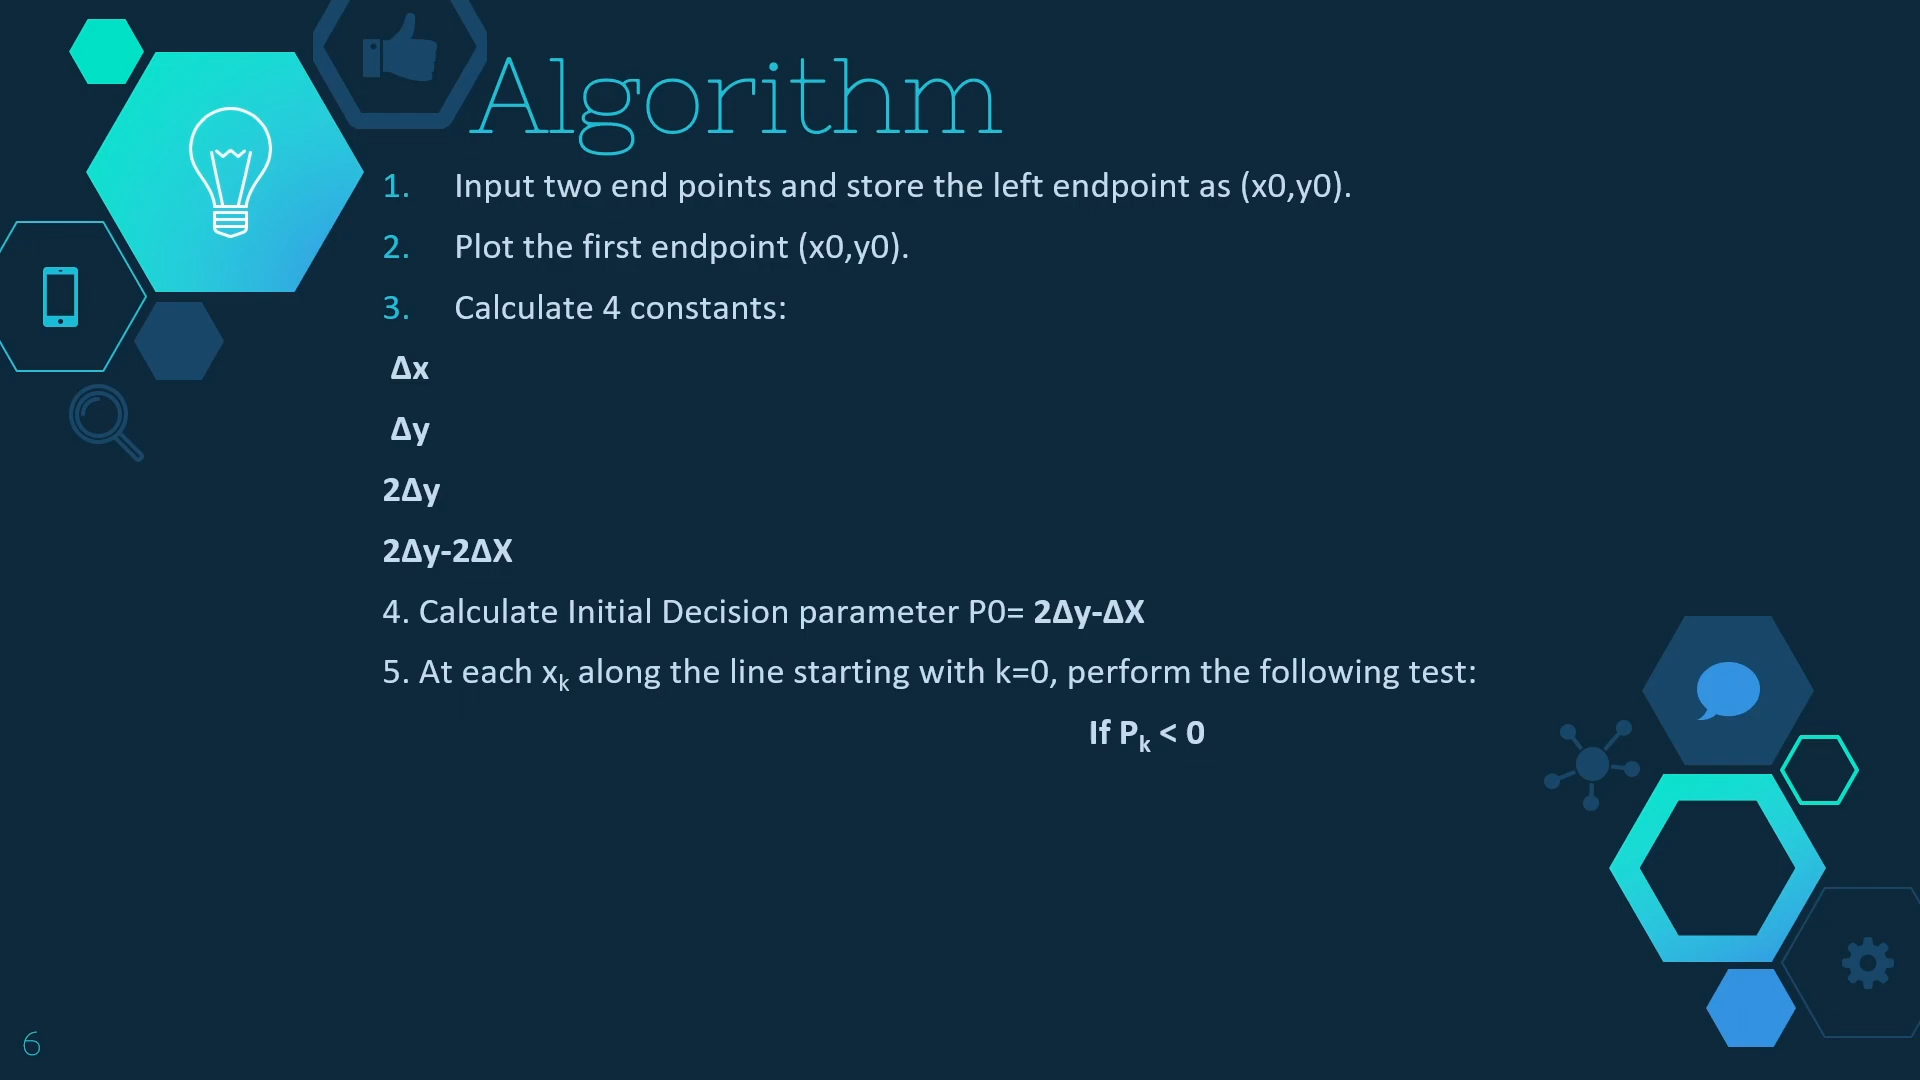 Algorithm
1. Input two end points and store the left endpoint as (x0,y0).
2. Plot the first endpoint (x0,y0).
3. Calculate 4 constants:
Δx
Δy
2Δy
2Δy-2ΔX
4. Calculate Initial Decision parameter P0= 2Δy-ΔX
5. At each xk along the line starting with k=0, perform the following test:
If Pk < 0
6